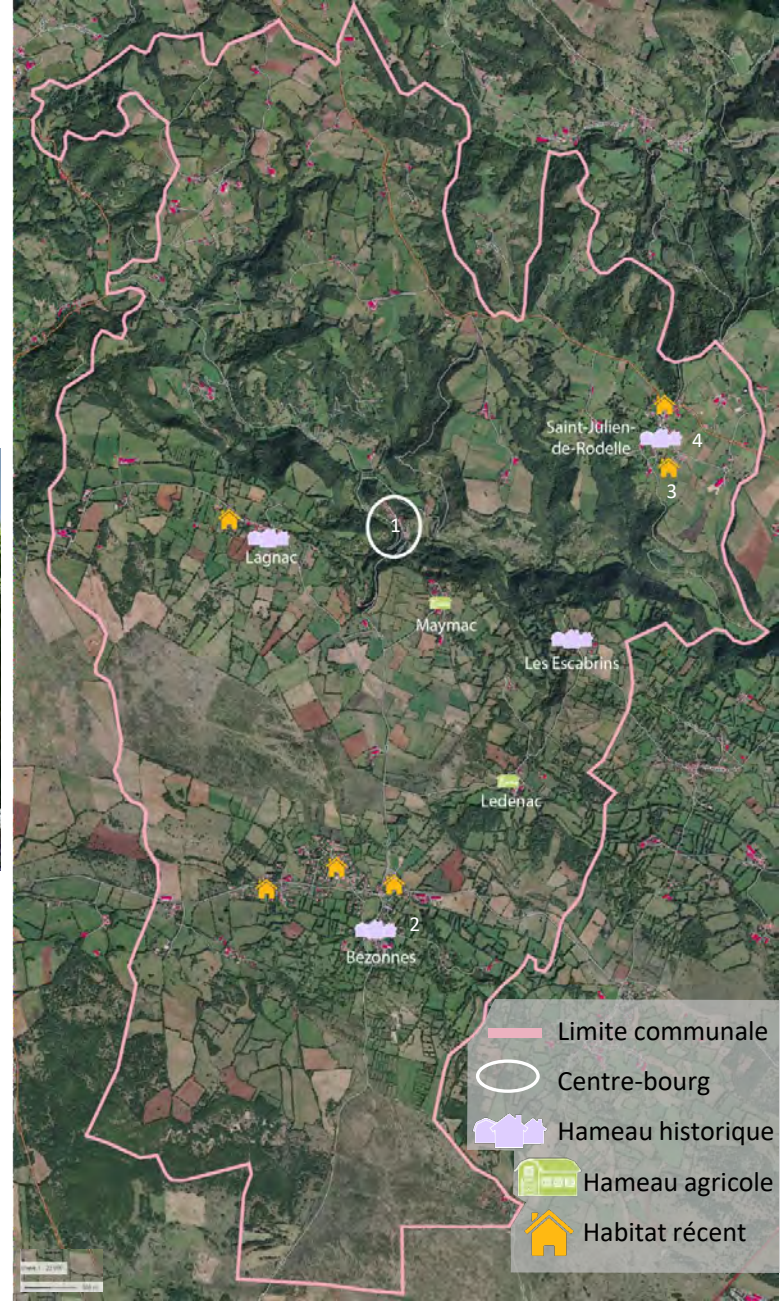 Saint-Julien-
de-Rodelle
4
3
1
Lagnac
Maymac
Les Escabrins
Ledenac
2
Bezonnes
Limite communale
Centre-bourg
Hameau historique
Hameau agricole
Habitat récent